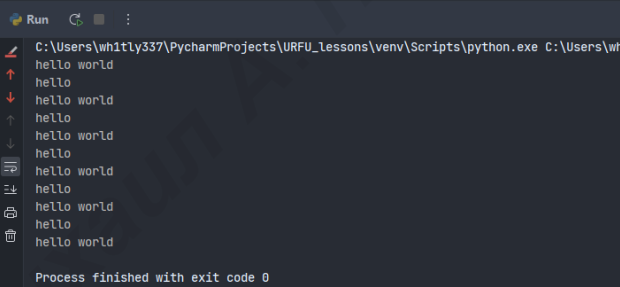 Run
C:\Users\wh1tly337\PycharmProjects\URFU_lessons\venv\Scripts\python.exe C:\Users\wh
hello world
hello
hello world
hello
hello world
hello
hello world
hello
hello world
hello
hello world
Process finished with exit code 0